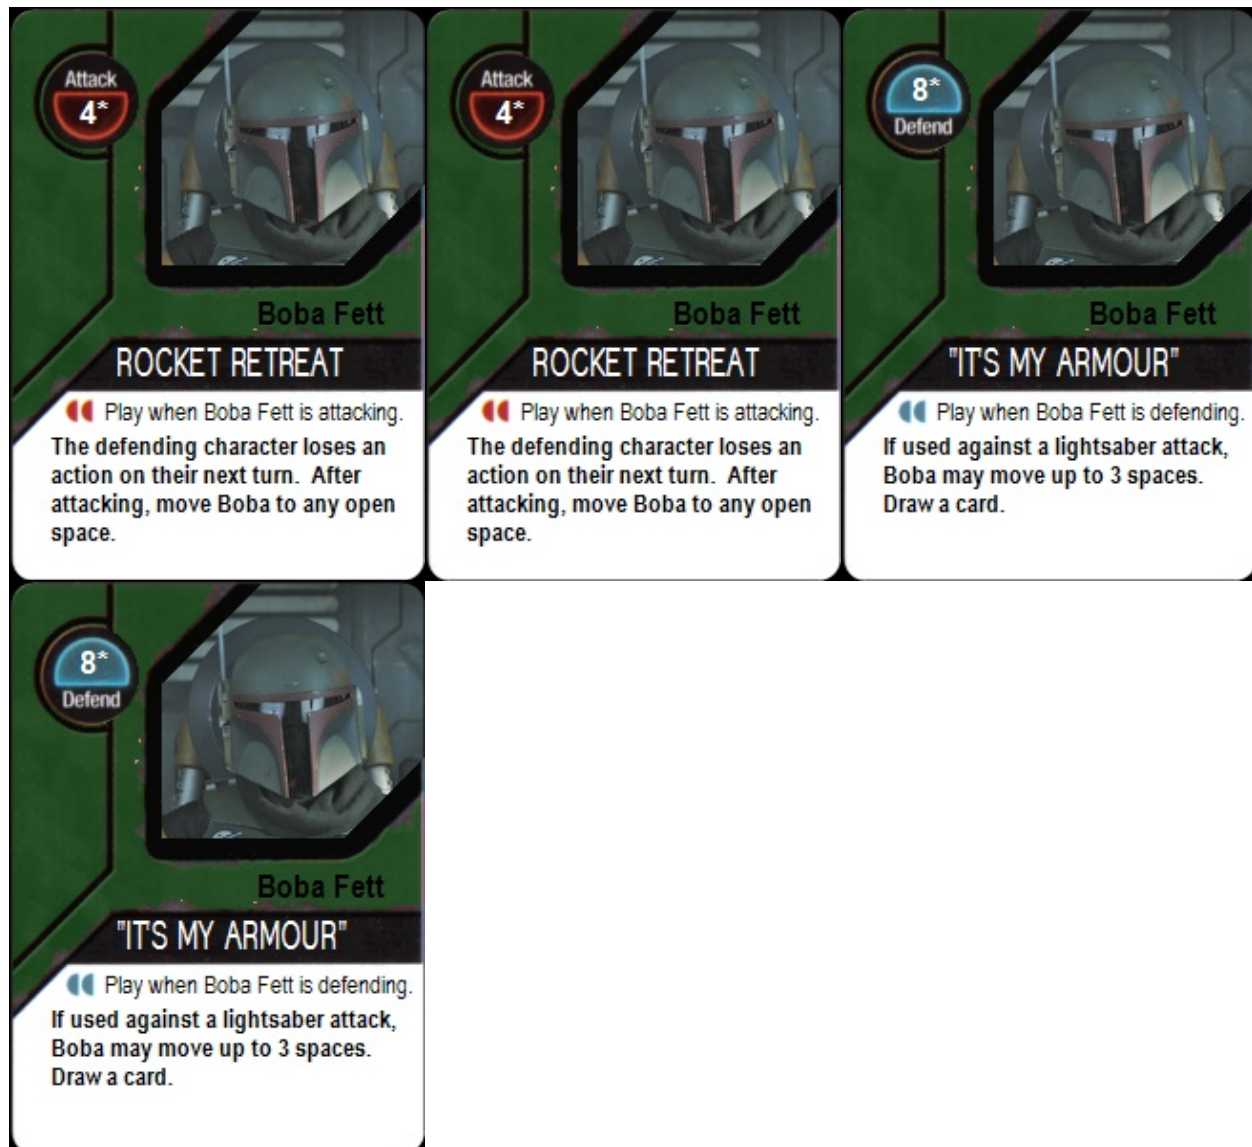 Attack
4*
Boba Fett
ROCKET RETREAT
Play when Boba Fett is attacking.
The defending character loses an
action on their next turn.  After
attacking, move Boba to any open
space.
Attack
4*
Boba Fett
ROCKET RETREAT
Play when Boba Fett is attacking.
The defending character loses an
action on their next turn.  After
attacking, move Boba to any open
space.
8*
Defend
Boba Fett
"IT'S MY ARMOUR"
Play when Boba Fett is defending.
If used against a lightsaber attack,
Boba may move up to 3 spaces.
Draw a card.
8*
Defend
Boba Fett
"IT'S MY ARMOUR"
Play when Boba Fett is defending.
If used against a lightsaber attack,
Boba may move up to 3 spaces.
Draw a card.